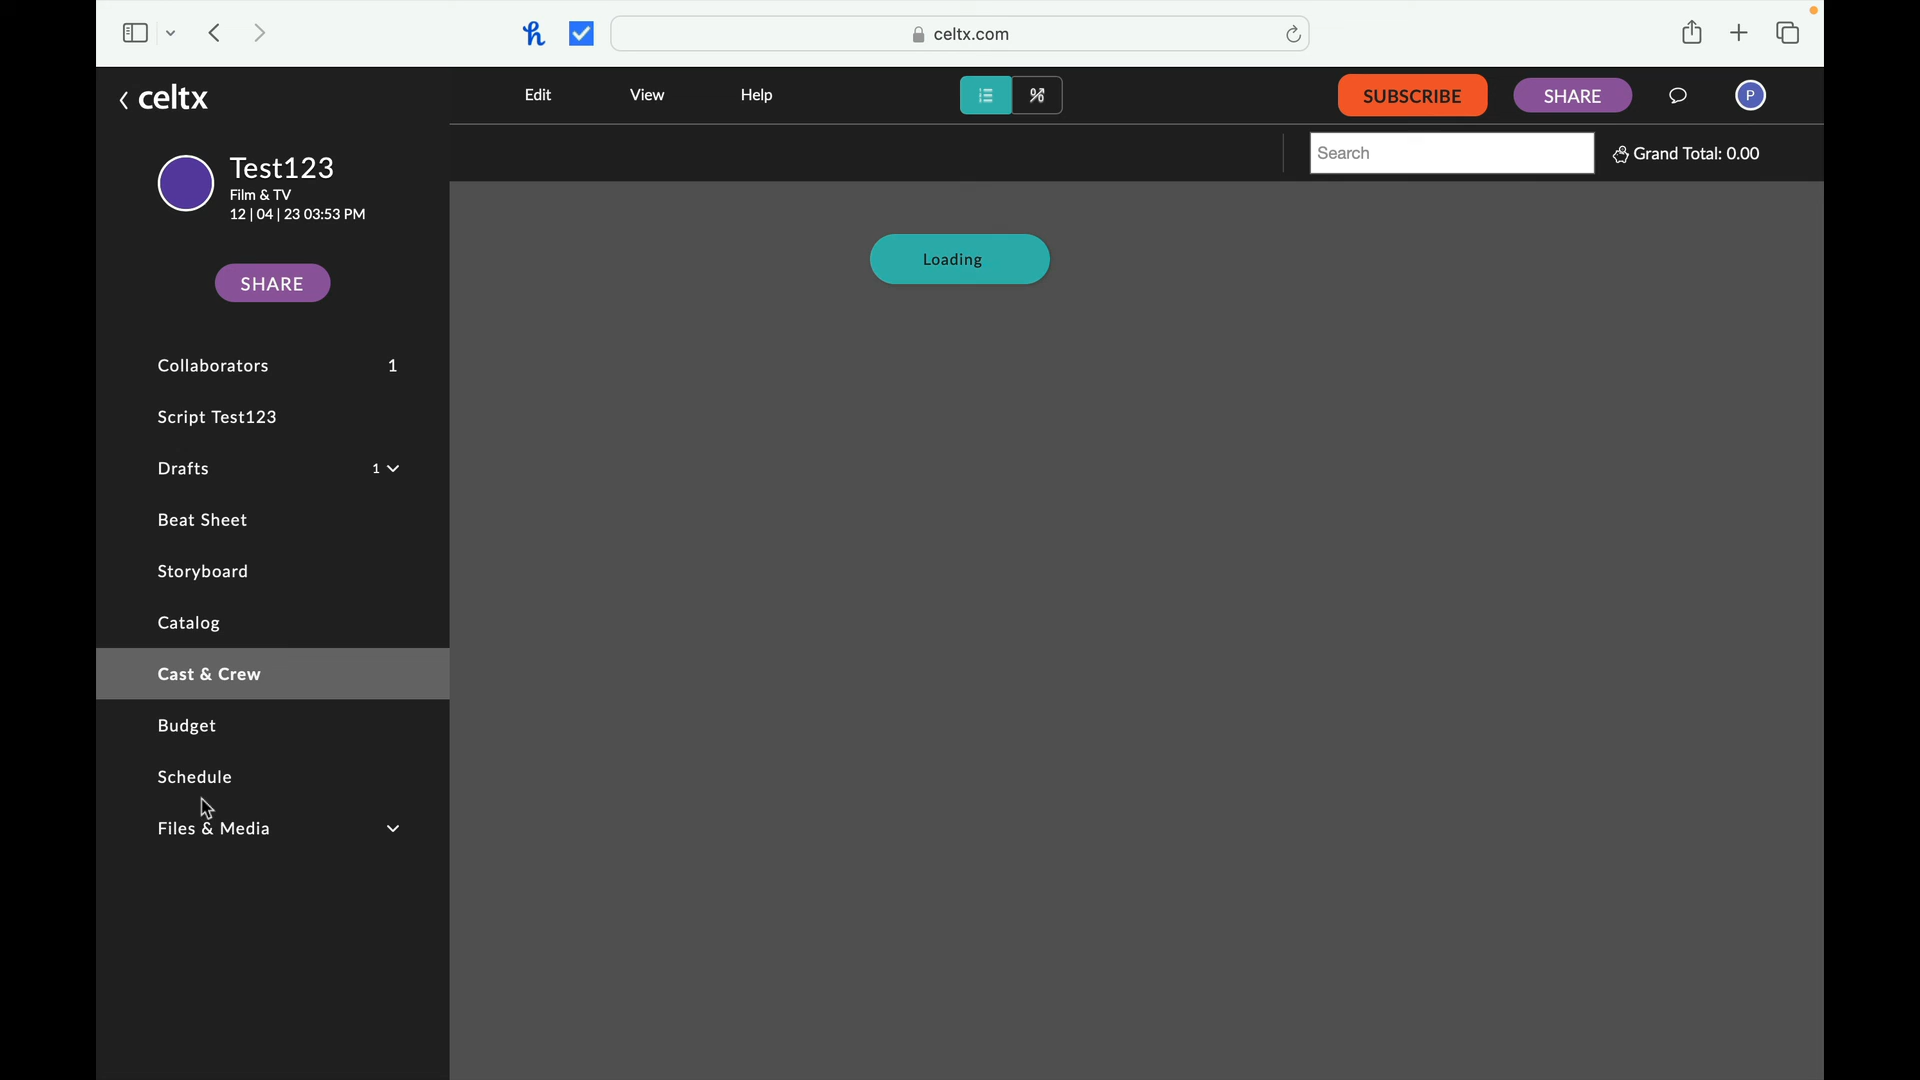 celtx.com
celtx
Edit
View
Help
SUBSCRIBE
SHARE
P
Search
Grand Total: 0.00
Test123
Film & TV
12 | 04 | 23 03:53 PM
SHARE
Loading
Collaborators 1
Script Test123
Drafts 1
Beat Sheet
Storyboard
Catalog
Cast & Crew
Budget
Schedule
Files & Media